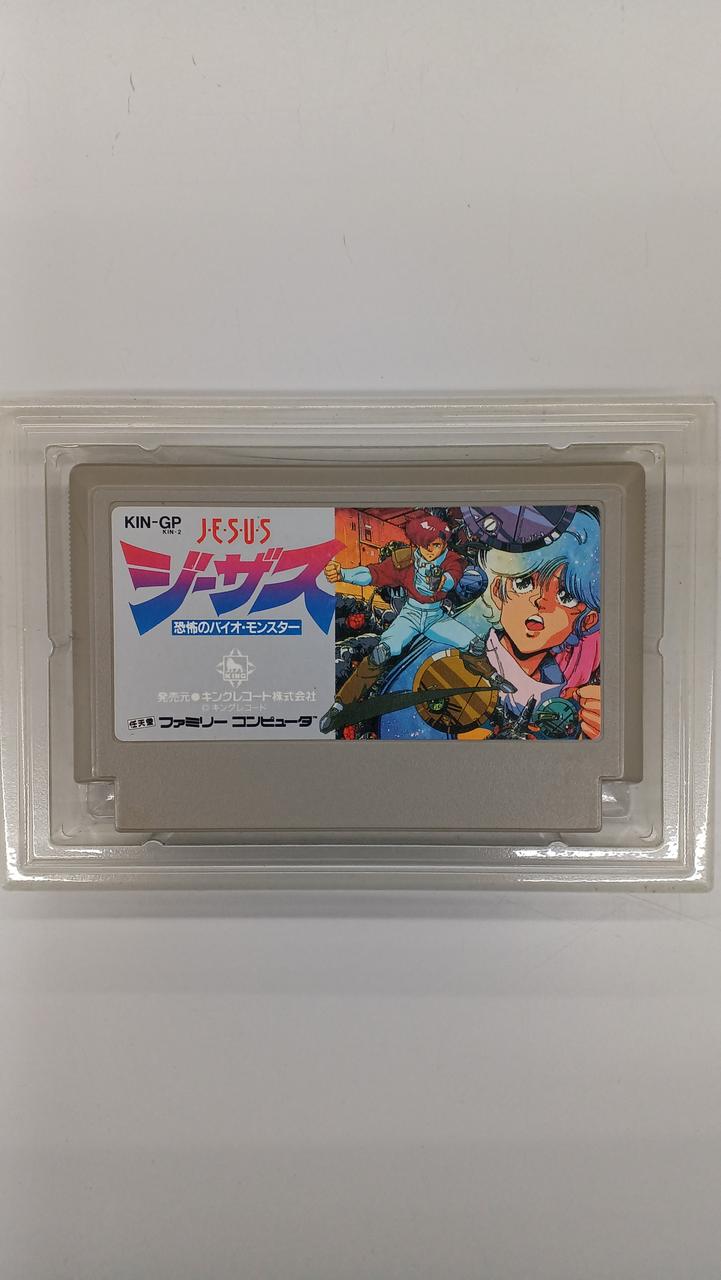 KIN-GP
KIN-2
J·E·S·U·S
ジーザス
恐怖のバイオ・モンスター
KING
発売元●キングレコード株式会社
© キングレコード
任天堂 ファミリー コンピュータ™